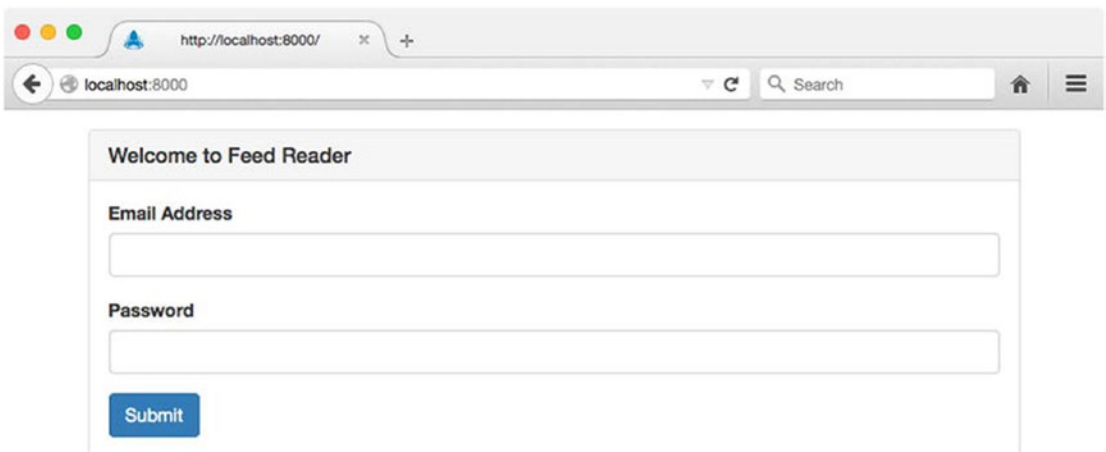 http://localhost:8000/
localhost:8000
Search
Welcome to Feed Reader
Email Address
Password
Submit